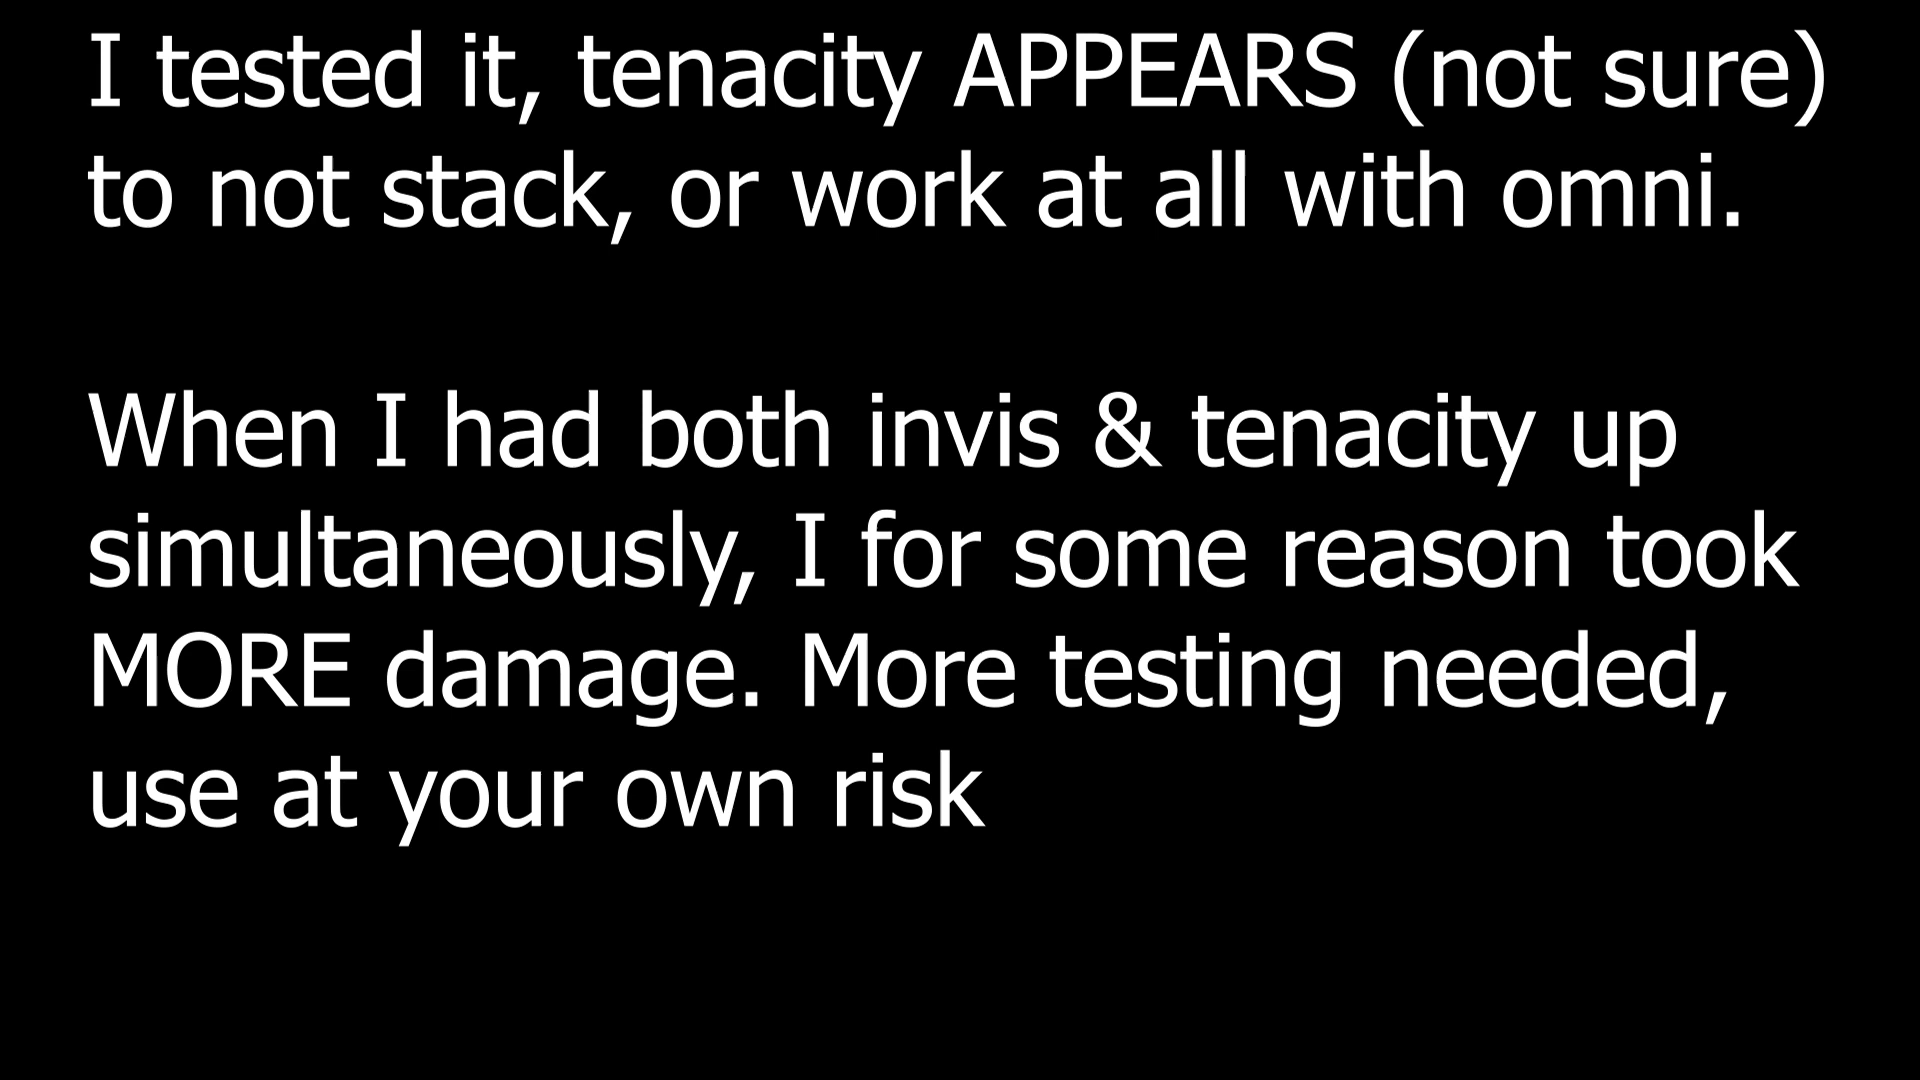 I tested it, tenacity APPEARS (not sure)
to not stack, or work at all with omni.
When I had both invis & tenacity up
simultaneously, I for some reason took
MORE damage. More testing needed,
use at your own risk